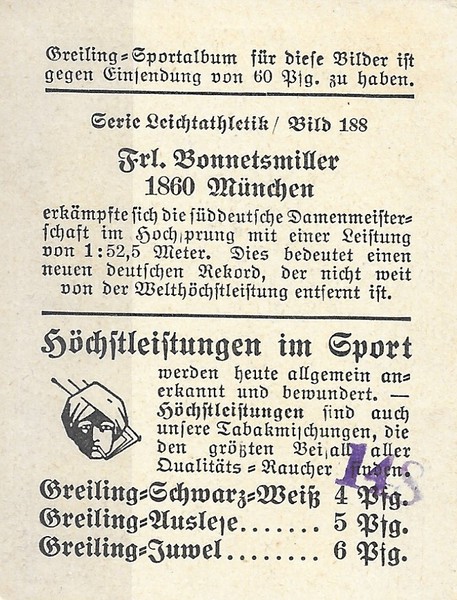 Greiling=Sportalbum für diese Bilder ist
gegen Einsendung von 60 Pfg. zu haben.
Serie Leichtathletik / Bild 188
Frl. Bonnetsmiller
1860 München
erkämpfte sich die süddeutsche Damenmeister-
schaft im Hochsprung mit einer Leistung
von 1:52,5 Meter. Dies bedeutet einen
neuen deutschen Rekord, der nicht weit
von der Welthöchstleistung entfernt ist.
Höchstleistungen im Sport
werden heute allgemein an-
erkannt und bewundert. —
Höchstleistungen sind auch
unsere Tabakmischungen, die
den größten Beifall aller
Qualitäts=Raucher finden.
148
Greiling=Schwarz=Weiß 4 Pfg.
Greiling=Auslese....... 5 Pfg.
Greiling=Juwel........ 6 Pfg.